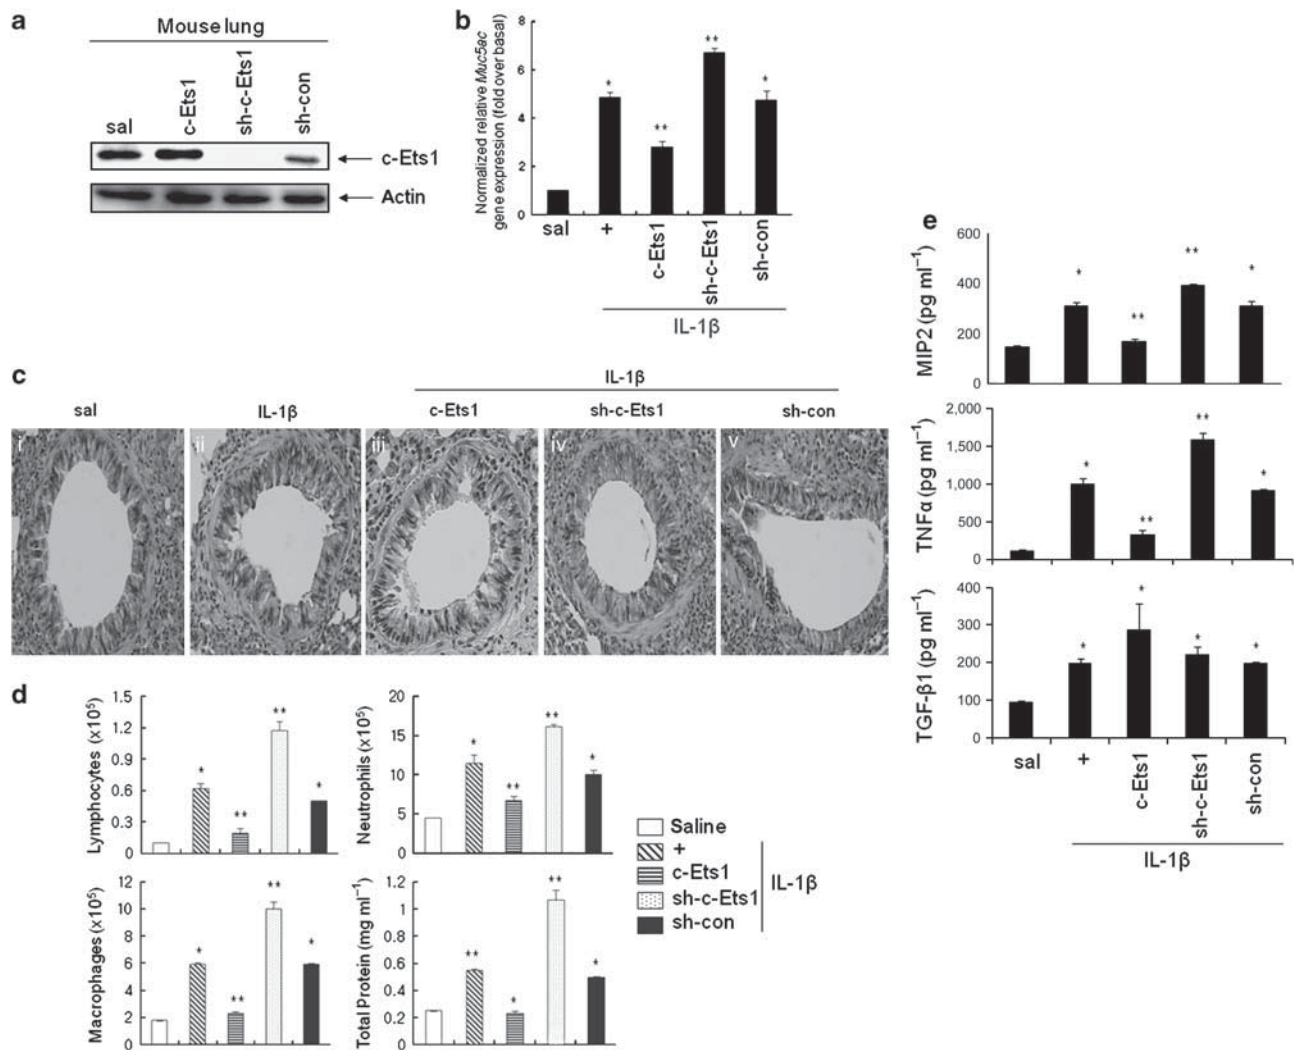 a
Mouse lung
sal
c-Ets1
sh-c-Ets1
sh-con
c-Ets1
Actin
b
Normalized relative Muc5ac
gene expression (fold over basal)
8
6
4
2
0
*
**
**
*
sal
+
c-Ets1
sh-c-Ets1
sh-con
IL-1β
c
IL-1β
sal
IL-1β
c-Ets1
sh-c-Ets1
sh-con
i
ii
iii
iv
v
d
Lymphocytes (x10⁵)
1.5
1.2
0.9
0.6
0.3
0
*
**
**
*
Neutrophils (x10⁵)
20
15
10
5
0
*
**
**
*
Macrophages (x10⁵)
12
10
8
6
4
2
0
*
**
**
*
Total Protein (mg ml⁻¹)
1.2
1
0.8
0.6
0.4
0.2
0
**
*
**
*
Saline
+
c-Ets1
sh-c-Ets1
sh-con
IL-1β
e
MIP2 (pg ml⁻¹)
600
400
200
0
*
**
**
*
TNFα (pg ml⁻¹)
2,000
1,500
1,000
500
0
*
**
**
*
TGF-β1 (pg ml⁻¹)
400
300
200
100
0
*
*
*
*
sal
+
c-Ets1
sh-c-Ets1
sh-con
IL-1β